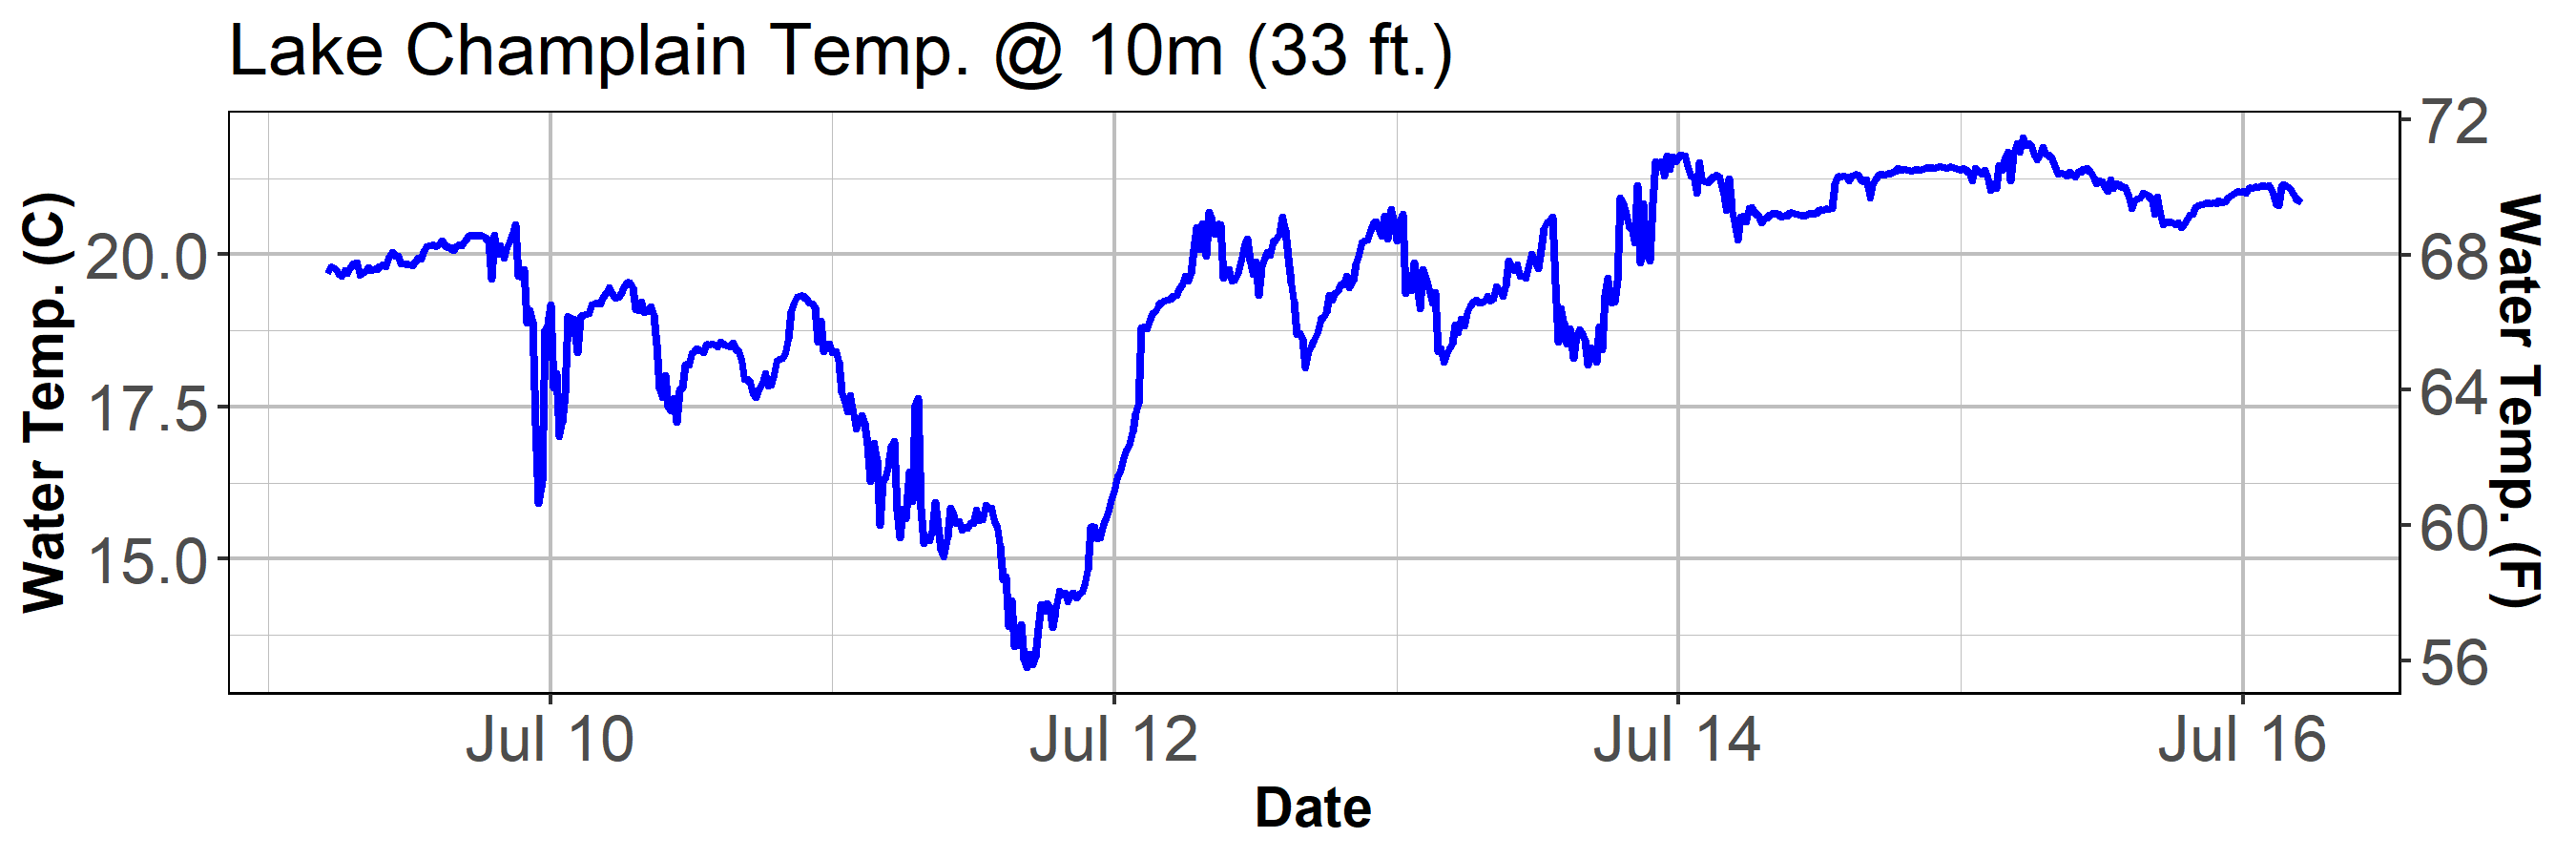 Lake Champlain Temp. @ 10m (33 ft.)
Water Temp. (C)
20.0
17.5
15.0
72
68
64
60
56
Water Temp. (F)
Jul 10
Jul 12
Jul 14
Jul 16
Date